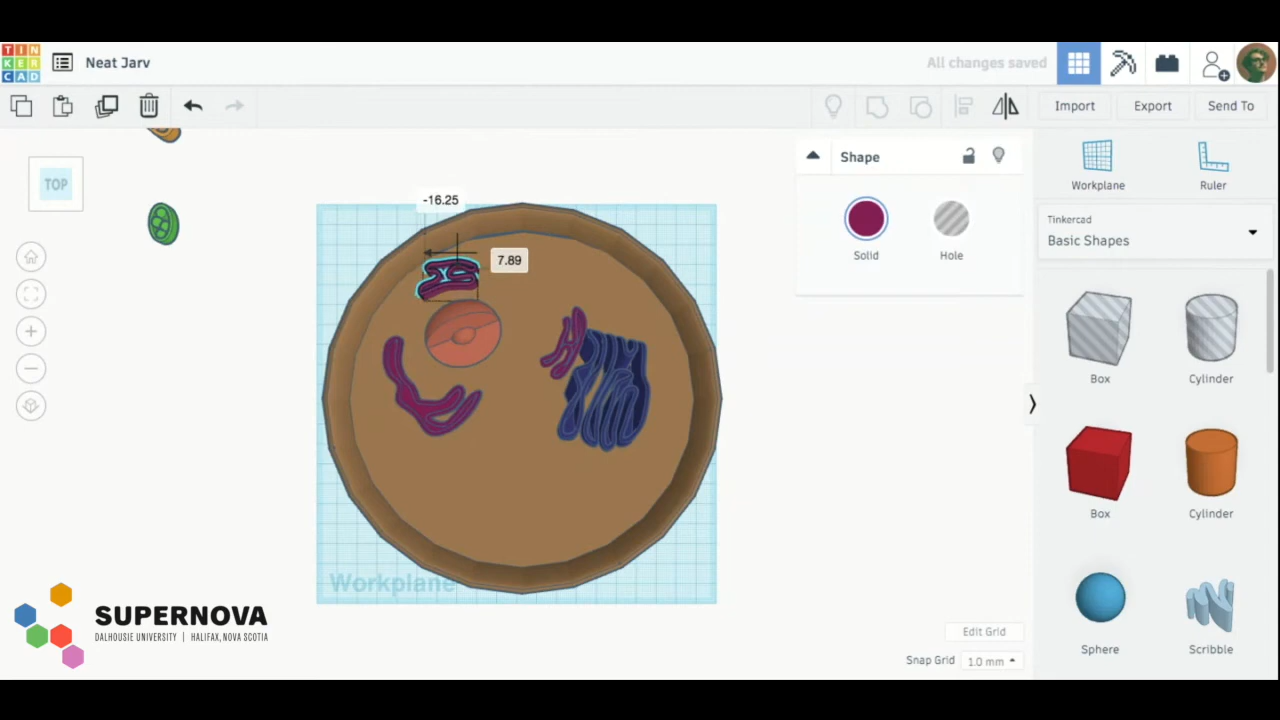 TIN
KER
CAD
Neat Jarv
All changes saved
Import
Export
Send To
TOP
Shape
Solid
Hole
Workplane
Ruler
Tinkercad
Basic Shapes
-16.25
7.89
Box
Cylinder
Box
Cylinder
Sphere
Scribble
Workplane
Edit Grid
Snap Grid
1.0 mm
SUPERNOVA
DALHOUSIE UNIVERSITY | HALIFAX, NOVA SCOTIA